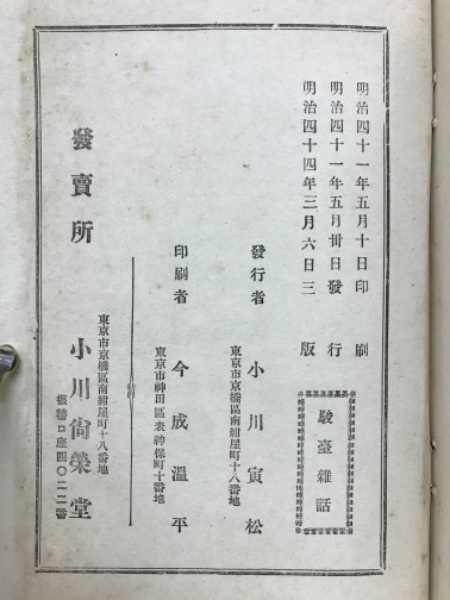 明治四十一年五月十日印刷
明治四十一年五月卅日發行
明治四十四年三月六日三版
駿臺雜話
東京市京橋區南紺屋町十八番地
發行者 小川寅松
東京市神田區表神保町十番地
印刷者 今成溫平
東京市京橋區南紺屋町十八番地
發賣所 小川尙榮堂
振替口座四〇二二番